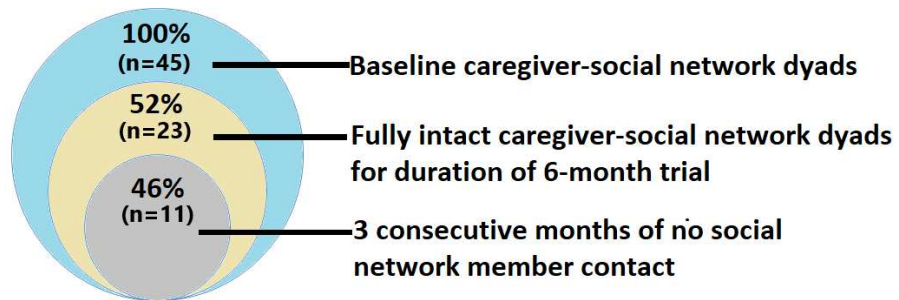 100%
(n=45)
Baseline caregiver-social network dyads
52%
(n=23)
Fully intact caregiver-social network dyads
for duration of 6-month trial
46%
(n=11)
3 consecutive months of no social
network member contact